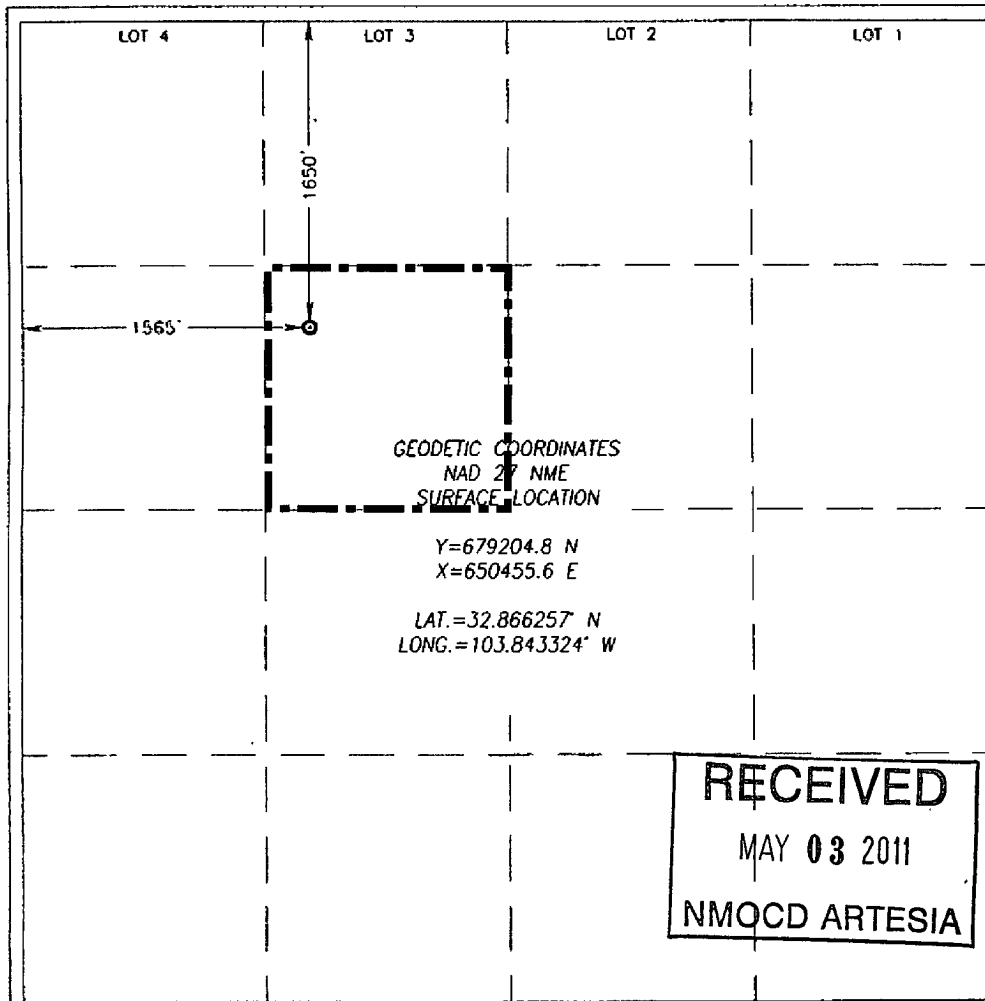 LOT 4 LOT 3 LOT 2 LOT 1
1650'
1565'
GEODETIC COORDINATES
NAD 27 NME
SURFACE LOCATION
Y=679204.8 N
X=650455.6 E
LAT.=32.866257° N
LONG.=103.843324° W
RECEIVED
MAY 03 2011
NMOCD ARTESIA